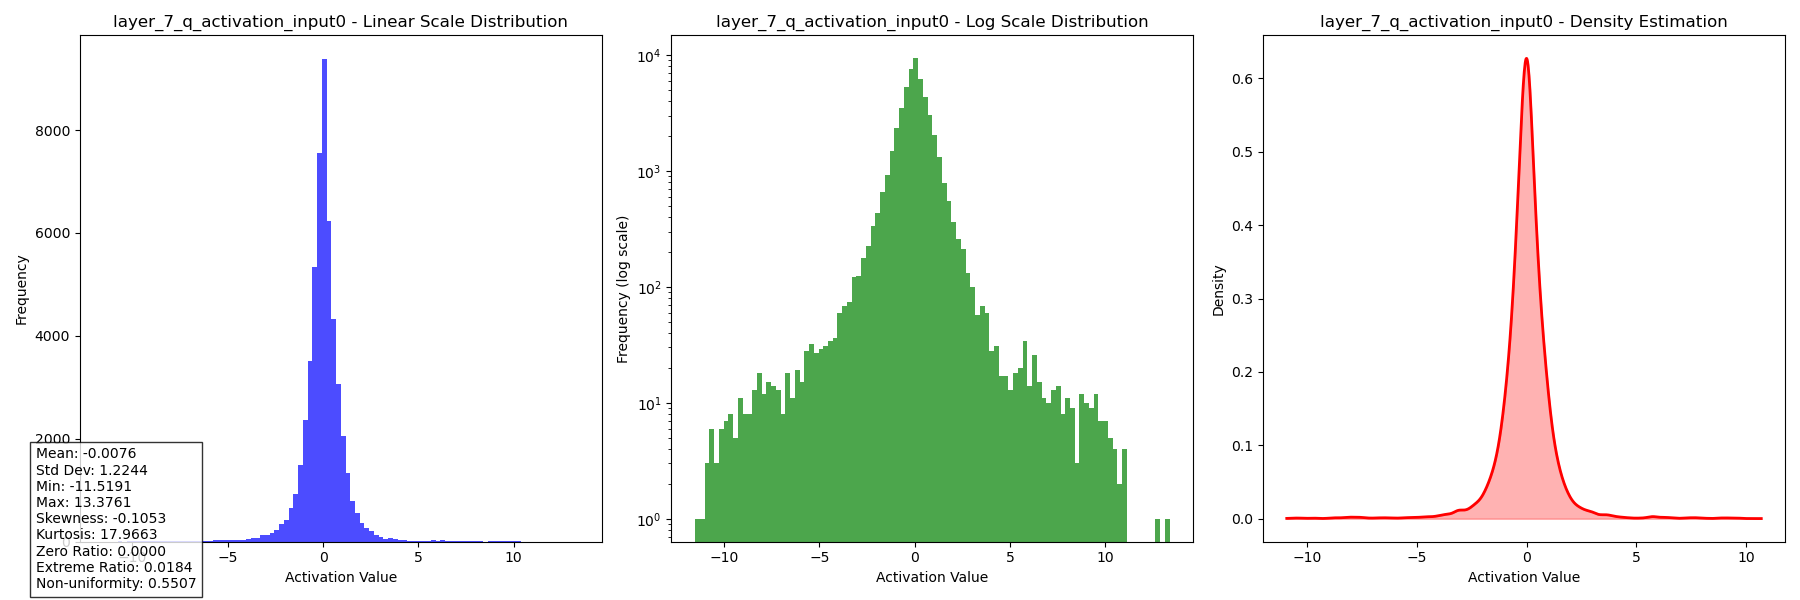 layer_7_q_activation_input0 - Linear Scale Distribution
Frequency
8000
6000
4000
2000
0
−10
−5
0
5
10
Activation Value
Mean: -0.0076
Std Dev: 1.2244
Min: -11.5191
Max: 13.3761
Skewness: -0.1053
Kurtosis: 17.9663
Zero Ratio: 0.0000
Extreme Ratio: 0.0184
Non-uniformity: 0.5507
layer_7_q_activation_input0 - Log Scale Distribution
Frequency (log scale)
10⁴
10³
10²
10¹
10⁰
−10
−5
0
5
10
Activation Value
layer_7_q_activation_input0 - Density Estimation
Density
0.6
0.5
0.4
0.3
0.2
0.1
0.0
−10
−5
0
5
10
Activation Value